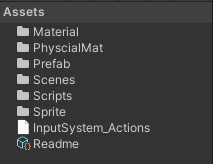 Assets
Material
PhyscialMat
Prefab
Scenes
Scripts
Sprite
InputSystem_Actions
Readme